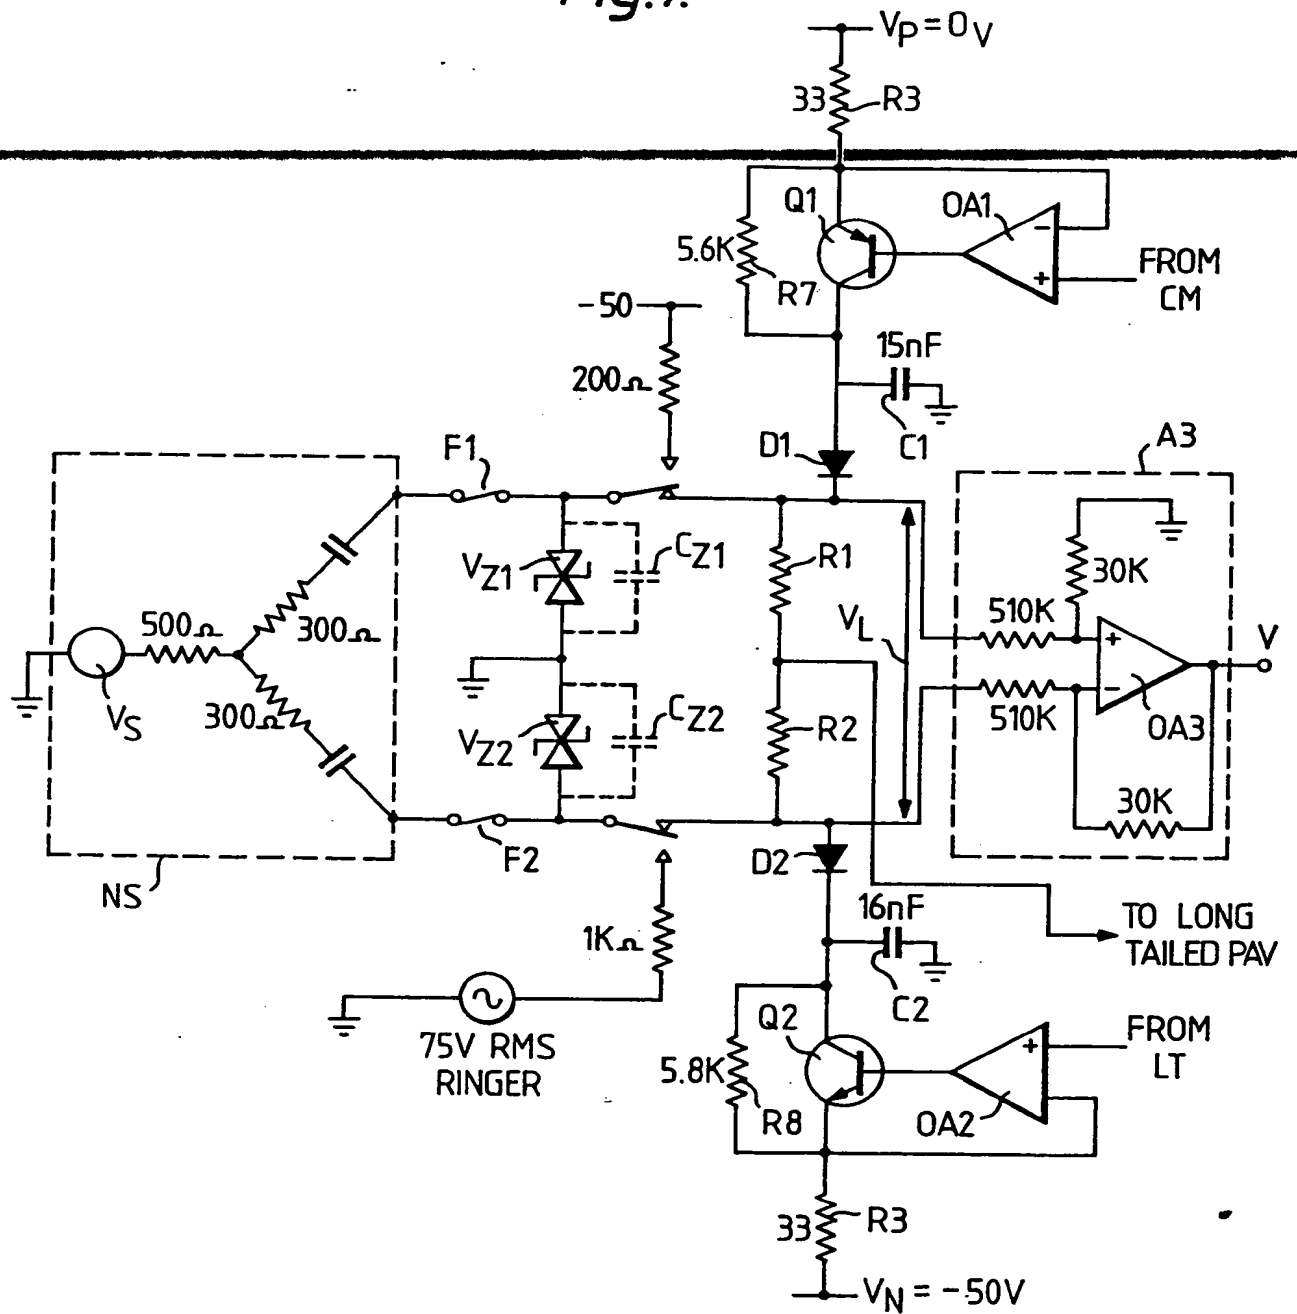 Fig.1.
VP = 0V
33
R3
Q1
OA1
−
+
5.6K
R7
FROM
CM
-50
15nF
200Ω
C1
D1
A3
F1
VZ1
CZ1
R1
30K
500Ω
300Ω
510K
VL
+
V
VS
300Ω
−
510K
OA3
VZ2
CZ2
R2
30K
F2
D2
NS
16nF
TO LONG
TAILED PAV
1KΩ
C2
75V RMS
RINGER
Q2
+
FROM
LT
5.8K
R8
OA2
33
R3
VN = -50V